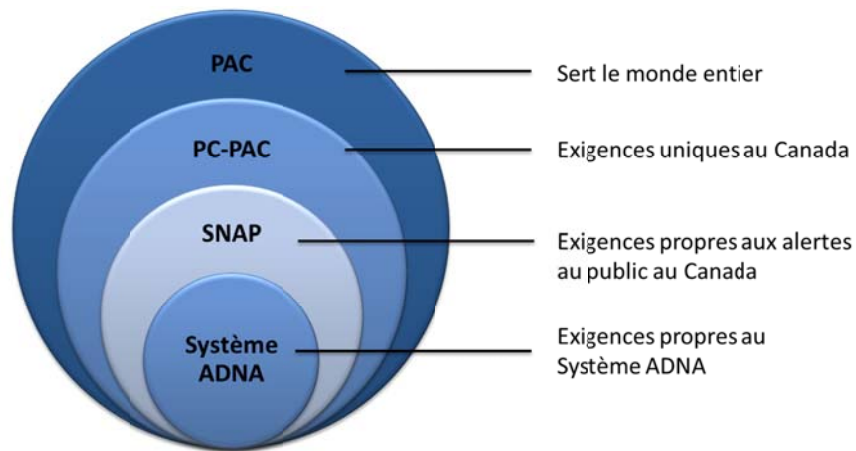 PAC
Sert le monde entier
PC-PAC
Exigences uniques au Canada
SNAP
Exigences propres aux alertes
au public au Canada
Système
ADNA
Exigences propres au
Système ADNA